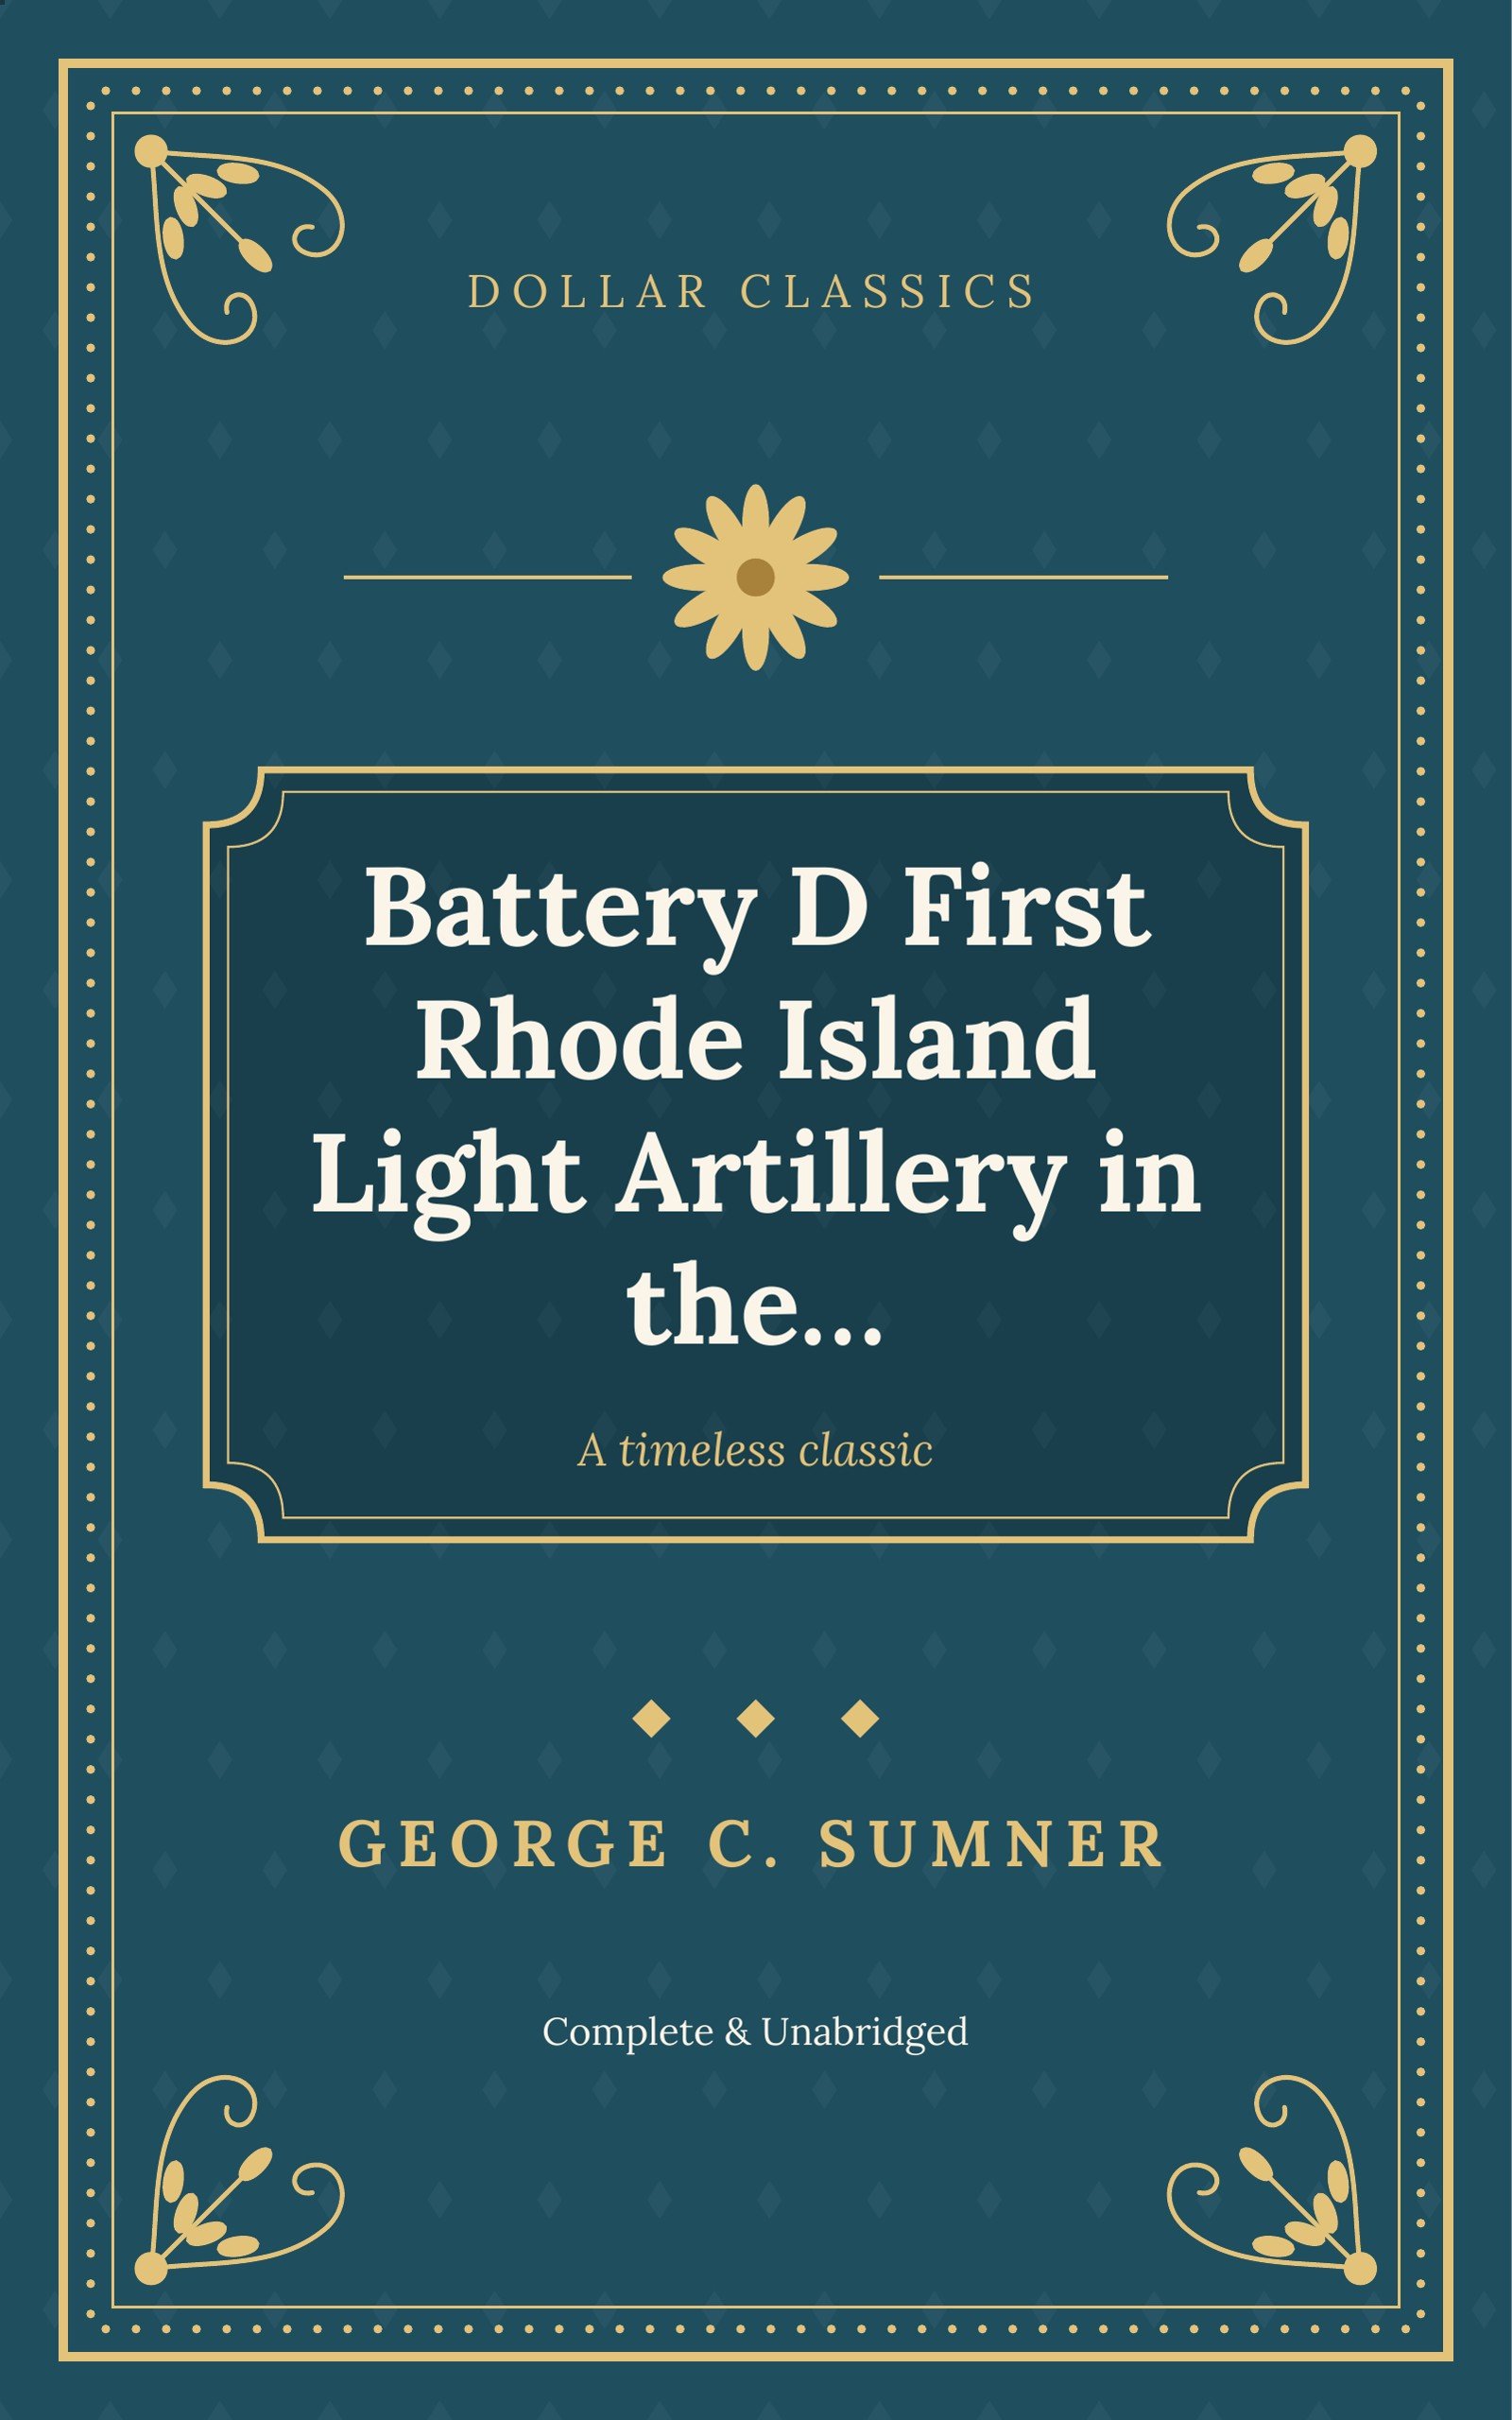 DOLLAR CLASSICS
Battery D First
Rhode Island
Light Artillery in
the...
A timeless classic
GEORGE C. SUMNER
Complete & Unabridged